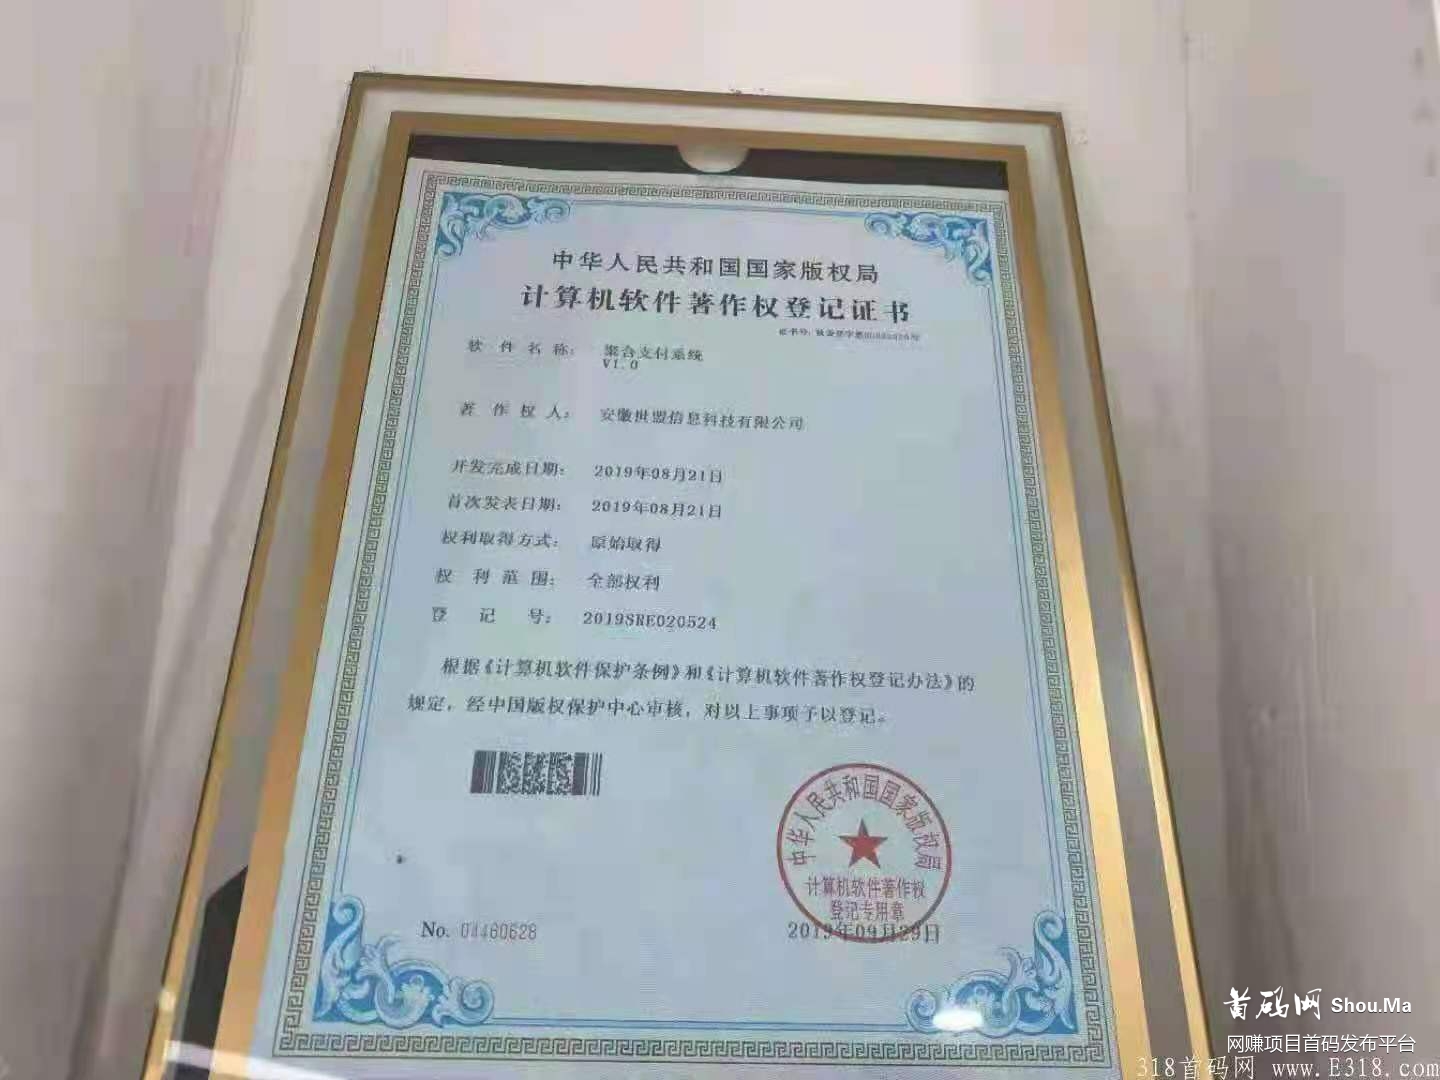 中华人民共和国国家版权局
计算机软件著作权登记证书
证书号：
软件名称： 聚合支付系统
V1.0
著作权人： 安徽世盟信息科技有限公司
开发完成日期： 2019年08月21日
首次发表日期： 2019年08月21日
权利取得方式： 原始取得
权利范围： 全部权利
登记号： 2019SRE020524
根据《计算机软件保护条例》和《计算机软件著作权登记办法》的
规定，经中国版权保护中心审核，对以上事项予以登记。
中华人民共和国国家版权局
计算机软件著作权
登记专用章
No. 04460628
2019年09月29日
首码网 Shou.Ma
网赚项目首码发布平台
318首码网 www.E318.com